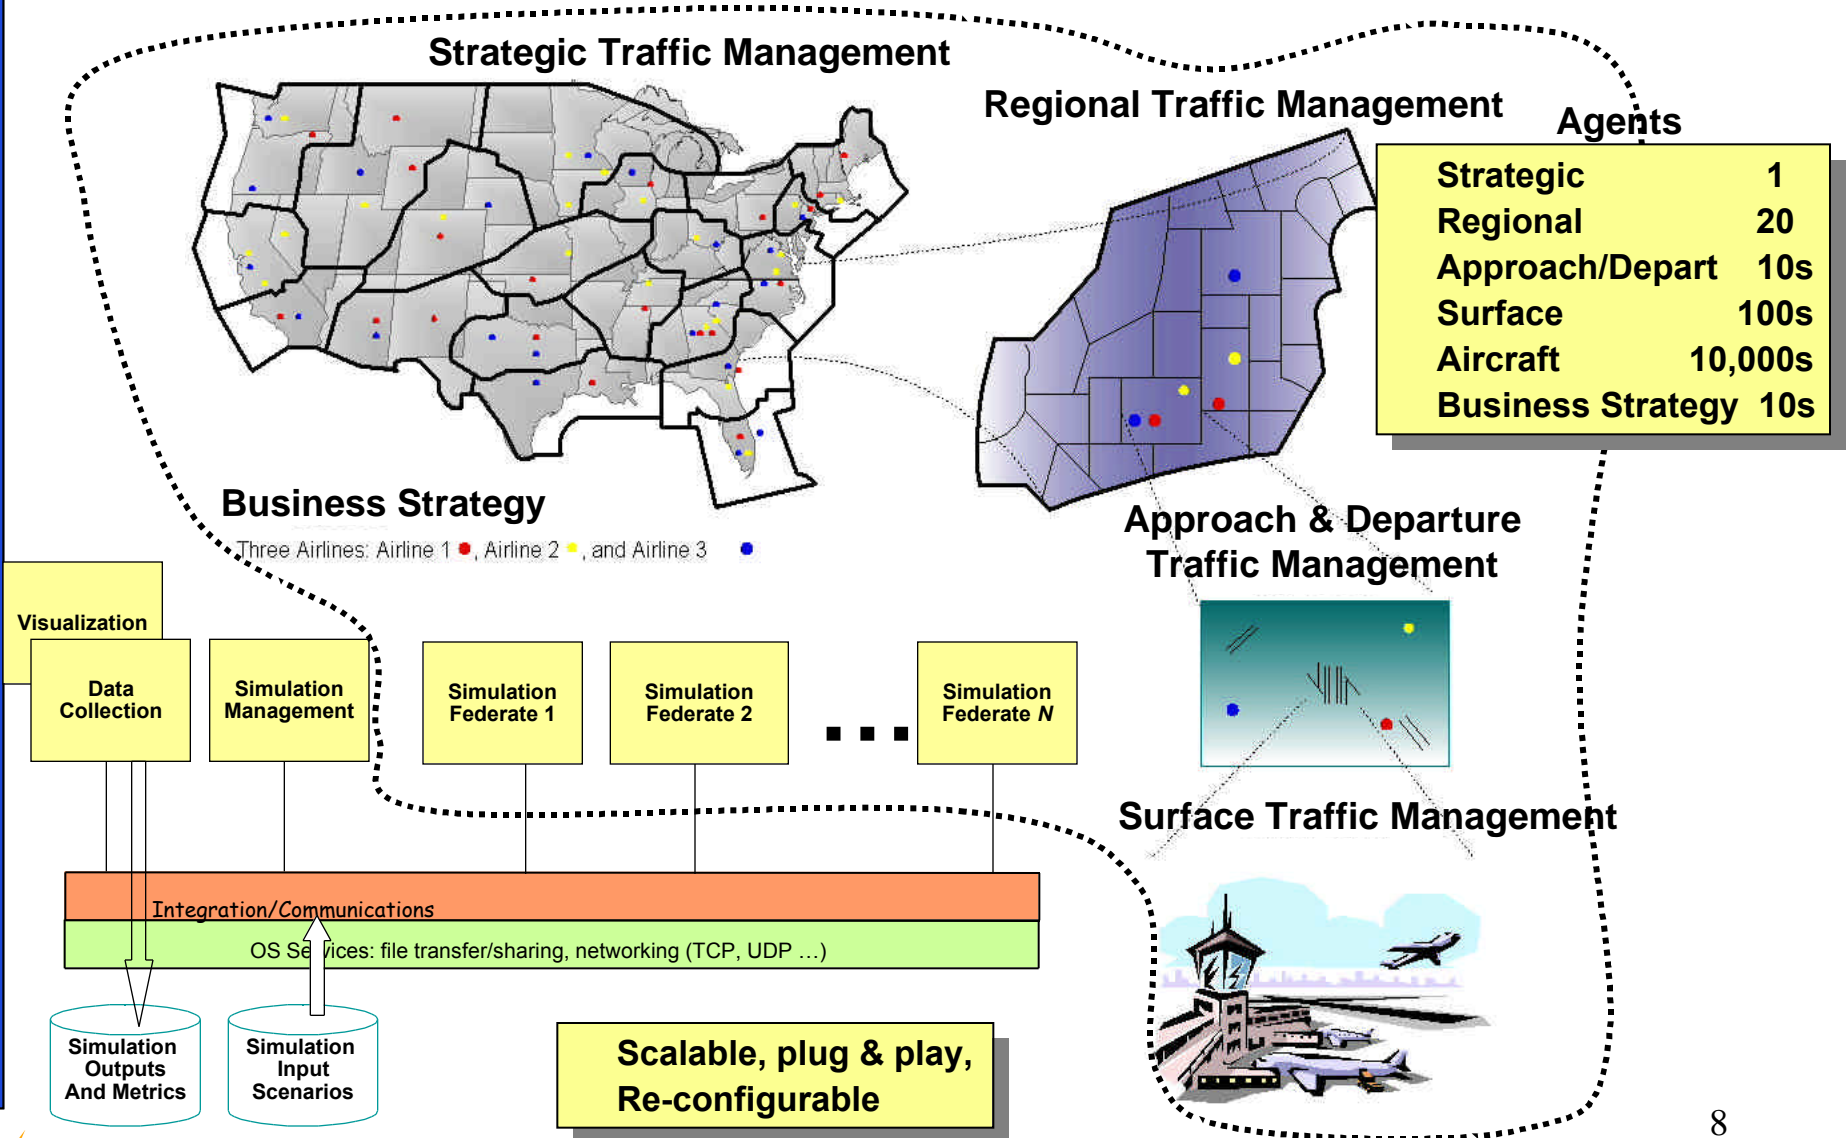 Strategic Traffic Management
Regional Traffic Management
Agents
Strategic 1
Regional 20
Approach/Depart 10s
Surface 100s
Aircraft 10,000s
Business Strategy 10s
Business Strategy
Three Airlines: Airline 1 , Airline 2 , and Airline 3
Approach & Departure
Traffic Management
Visualization
Data
Collection
Simulation
Management
Simulation
Federate 1
Simulation
Federate 2
...
Simulation
Federate N
Surface Traffic Management
Integration/Communications
OS Services: file transfer/sharing, networking (TCP, UDP …)
Simulation
Outputs
And Metrics
Simulation
Input
Scenarios
Scalable, plug & play,
Re-configurable
8